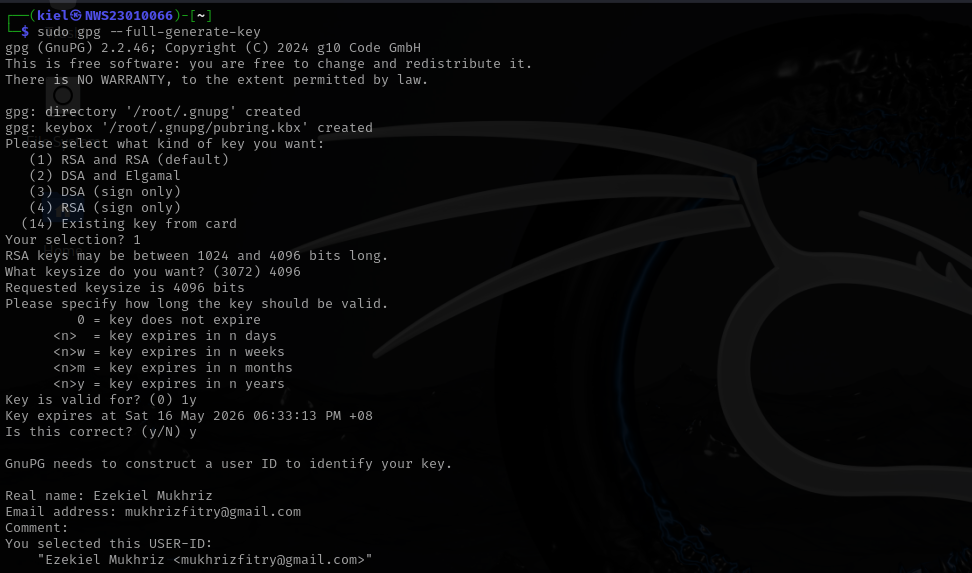 ┌──(kiel㉿NWS23010066)-[~]
└─$ sudo gpg --full-generate-key
gpg (GnuPG) 2.2.46; Copyright (C) 2024 g10 Code GmbH
This is free software: you are free to change and redistribute it.
There is NO WARRANTY, to the extent permitted by law.

gpg: directory '/root/.gnupg' created
gpg: keybox '/root/.gnupg/pubring.kbx' created
Please select what kind of key you want:
   (1) RSA and RSA (default)
   (2) DSA and Elgamal
   (3) DSA (sign only)
   (4) RSA (sign only)
  (14) Existing key from card
Your selection? 1
RSA keys may be between 1024 and 4096 bits long.
What keysize do you want? (3072) 4096
Requested keysize is 4096 bits
Please specify how long the key should be valid.
         0 = key does not expire
      <n>  = key expires in n days
      <n>w = key expires in n weeks
      <n>m = key expires in n months
      <n>y = key expires in n years
Key is valid for? (0) 1y
Key expires at Sat 16 May 2026 06:33:13 PM +08
Is this correct? (y/N) y

GnuPG needs to construct a user ID to identify your key.

Real name: Ezekiel Mukhriz
Email address: mukhrizfitry@gmail.com
Comment:
You selected this USER-ID:
    "Ezekiel Mukhriz <mukhrizfitry@gmail.com>"